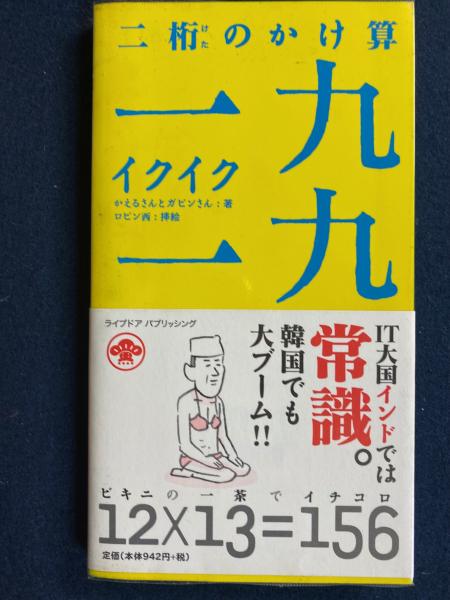 二桁のかけ算
けた
一九
イクイク
かえるさんとガビンさん：著
ロビン西：挿絵
一九
ライブドア パブリッシング
IT大国インドでは
常識。
韓国でも
大ブーム!!
ビキニの一茶でイチコロ
12×13=156
定価(本体942円+税)